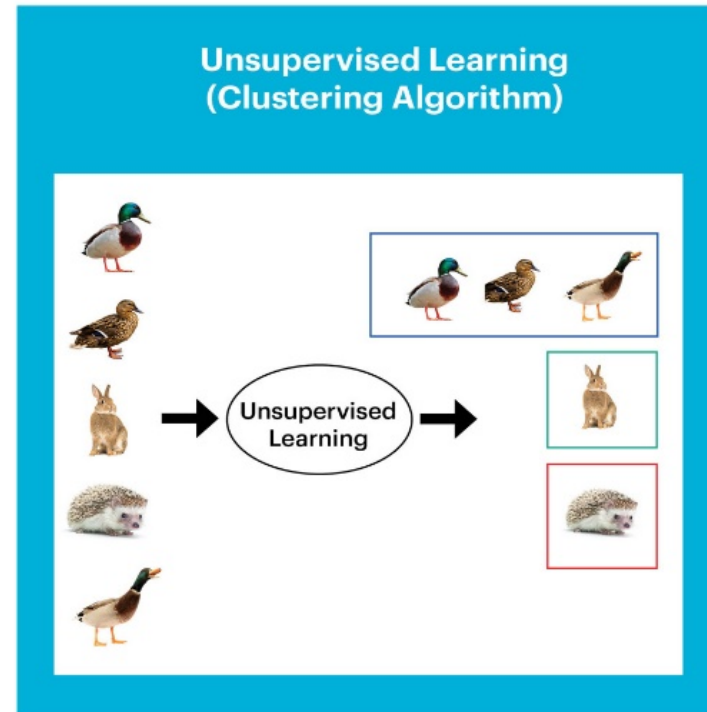 Unsupervised Learning
(Clustering Algorithm)
Unsupervised
Learning